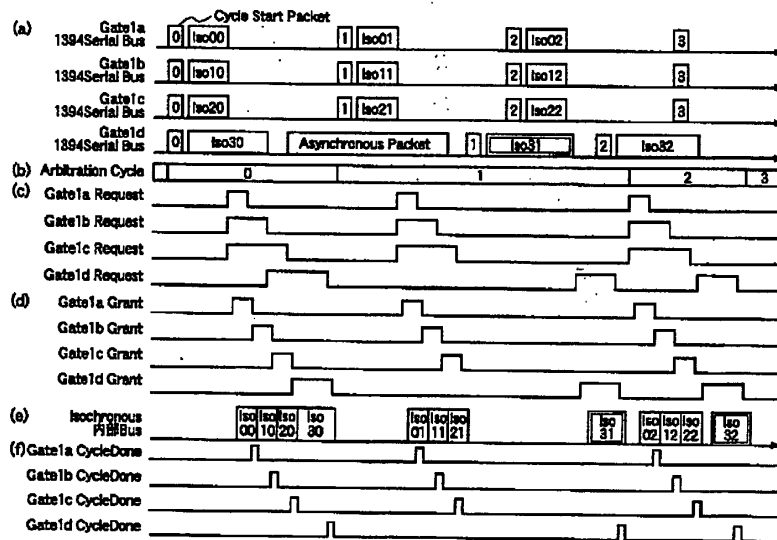 Cycle Start Packet
(a) Gate1a 1394Serial Bus 0 Iso00 1 Iso01 2 Iso02 3
Gate1b 1394Serial Bus 0 Iso10 1 Iso11 2 Iso12 3
Gate1c 1394Serial Bus 0 Iso20 1 Iso21 2 Iso22 3
Gate1d 1394Serial Bus 0 Iso30 Asynchronous Packet 1 Iso31 2 Iso32
(b) Arbitration Cycle 0 1 2 3
(c) Gate1a Request
Gate1b Request
Gate1c Request
Gate1d Request
(d) Gate1a Grant
Gate1b Grant
Gate1c Grant
Gate1d Grant
(e) Isochronous 内部Bus Iso 00 Iso 10 Iso 20 Iso 30 Iso 01 Iso 11 Iso 21 Iso 31 Iso 02 Iso 12 Iso 22 Iso 32
(f) Gate1a CycleDone
Gate1b CycleDone
Gate1c CycleDone
Gate1d CycleDone